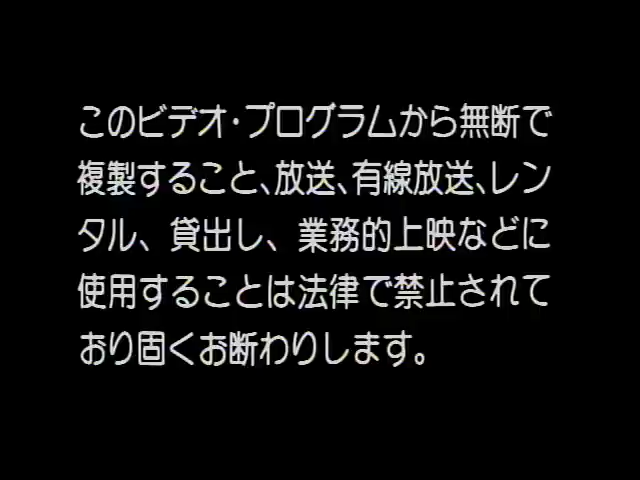 このビデオ・プログラムから無断で
複製すること、放送、有線放送、レン
タル、貸出し、業務的上映などに
使用することは法律で禁止されて
おり固くお断わりします。